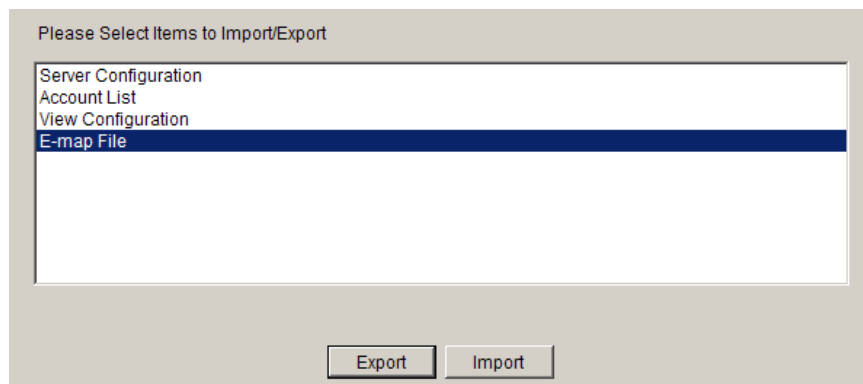 Please Select Items to Import/Export
Server Configuration
Account List
View Configuration
E-map File
Export
Import